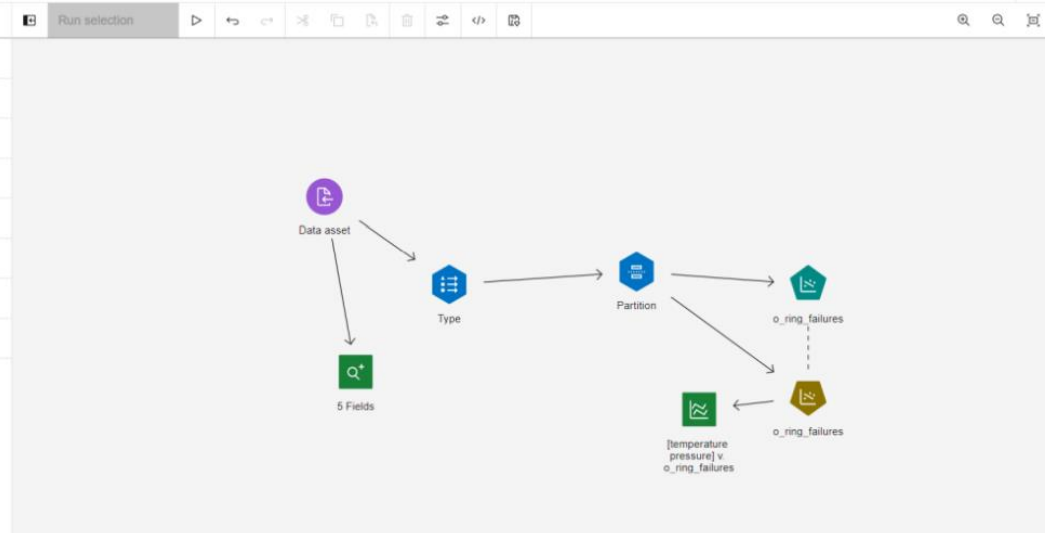 Run selection
Data asset
Type
Partition
o_ring_failures
5 Fields
[temperature
pressure] v.
o_ring_failures
o_ring_failures